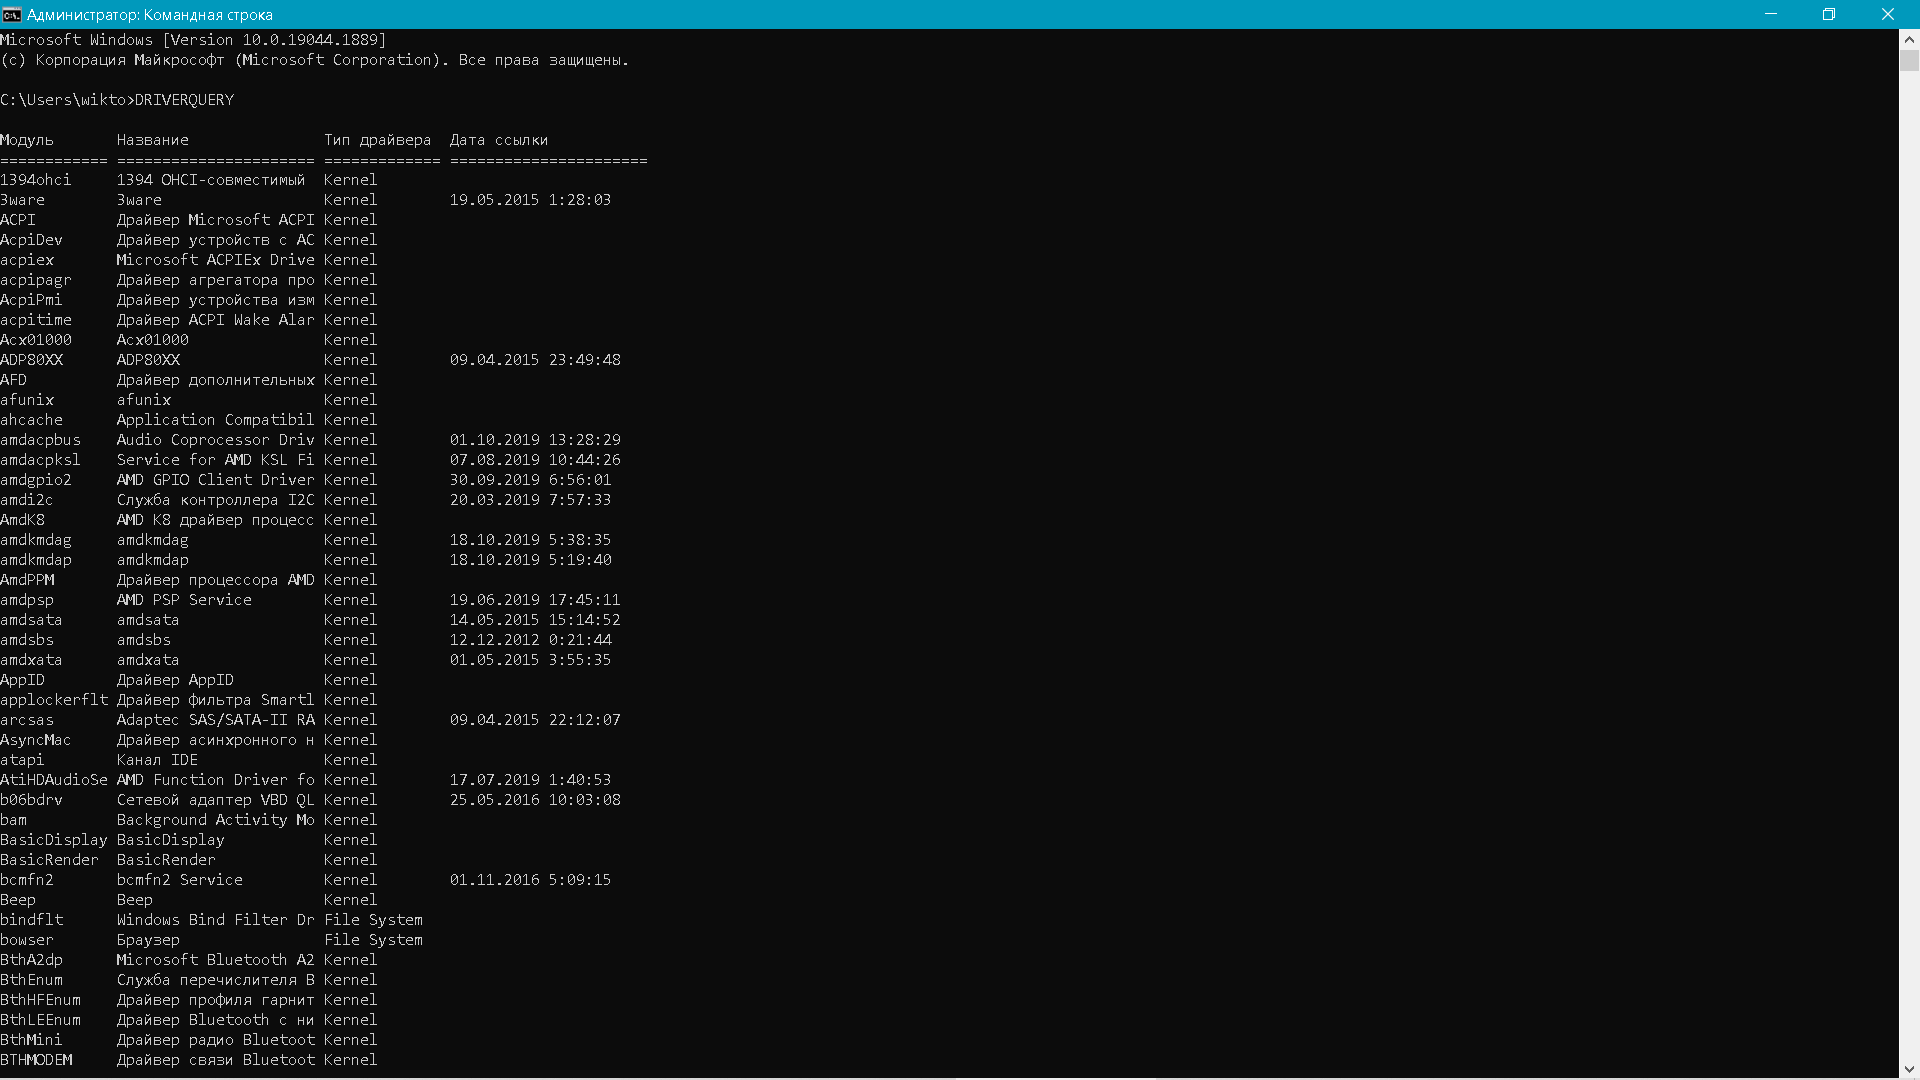 Администратор: Командная строка
Microsoft Windows [Version 10.0.19044.1889]
(c) Корпорация Майкрософт (Microsoft Corporation). Все права защищены.
C:\Users\wikto>DRIVERQUERY
Модуль       Название               Тип драйвера  Дата ссылки
============ ====================== ============= ======================
1394ohci     1394 OHCI-совместимый  Kernel
3ware        3ware                  Kernel        19.05.2015 1:28:03
ACPI         Драйвер Microsoft ACPI Kernel
AcpiDev      Драйвер устройств с AC Kernel
acpiex       Microsoft ACPIEx Drive Kernel
acpipagr     Драйвер агрегатора про Kernel
AcpiPmi      Драйвер устройства изм Kernel
acpitime     Драйвер ACPI Wake Alar Kernel
Acx01000     Acx01000               Kernel
ADP80XX      ADP80XX                Kernel        09.04.2015 23:49:48
AFD          Драйвер дополнительных Kernel
afunix       afunix                 Kernel
ahcache      Application Compatibil Kernel
amdacpbus    Audio Coprocessor Driv Kernel        01.10.2019 13:28:29
amdacpksl    Service for AMD KSL Fi Kernel        07.08.2019 10:44:26
amdgpio2     AMD GPIO Client Driver Kernel        30.09.2019 6:56:01
amdi2c       Служба контроллера I2C Kernel        20.03.2019 7:57:33
AmdK8        AMD K8 драйвер процесс Kernel
amdkmdag     amdkmdag               Kernel        18.10.2019 5:38:35
amdkmdap     amdkmdap               Kernel        18.10.2019 5:19:40
AmdPPM       Драйвер процессора AMD Kernel
amdpsp       AMD PSP Service        Kernel        19.06.2019 17:45:11
amdsata      amdsata                Kernel        14.05.2015 15:14:52
amdsbs       amdsbs                 Kernel        12.12.2012 0:21:44
amdxata      amdxata                Kernel        01.05.2015 3:55:35
AppID        Драйвер AppID          Kernel
applockerflt Драйвер фильтра Smartl Kernel
arcsas       Adaptec SAS/SATA-II RA Kernel        09.04.2015 22:12:07
AsyncMac     Драйвер асинхронного н Kernel
atapi        Канал IDE              Kernel
AtiHDAudioSe AMD Function Driver fo Kernel        17.07.2019 1:40:53
b06bdrv      Сетевой адаптер VBD QL Kernel        25.05.2016 10:03:08
bam          Background Activity Mo Kernel
BasicDisplay BasicDisplay           Kernel
BasicRender  BasicRender            Kernel
bcmfn2       bcmfn2 Service         Kernel        01.11.2016 5:09:15
Beep         Beep                   Kernel
bindflt      Windows Bind Filter Dr File System
bowser       Браузер                File System
BthA2dp      Microsoft Bluetooth A2 Kernel
BthEnum      Служба перечислителя B Kernel
BthHFEnum    Драйвер профиля гарнит Kernel
BthLEEnum    Драйвер Bluetooth с ни Kernel
BthMini      Драйвер радио Bluetoot Kernel
BTHMODEM     Драйвер связи Bluetoot Kernel